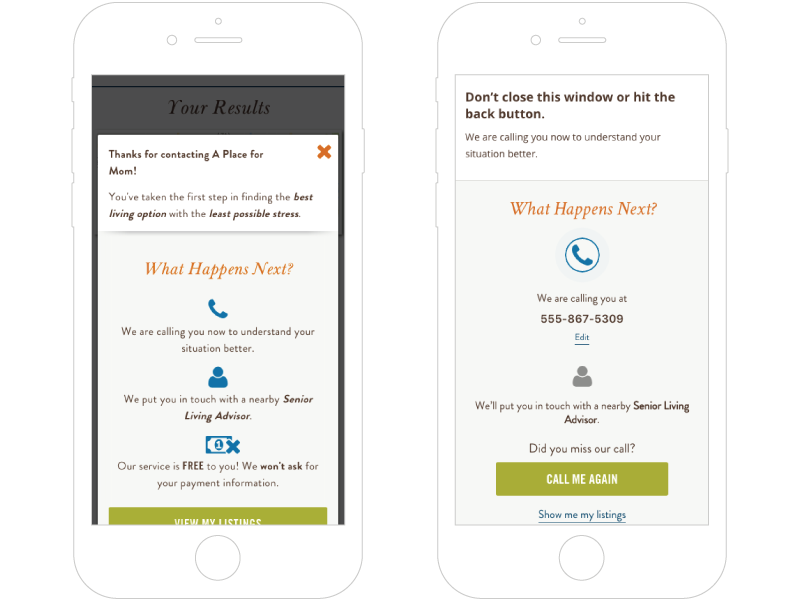 Your Results
Thanks for contacting A Place for
Mom!
You've taken the first step in finding the best
living option with the least possible stress.
What Happens Next?
We are calling you now to understand your
situation better.
We put you in touch with a nearby Senior
Living Advisor.
1
Our service is FREE to you! We won't ask for
your payment information.
VIEW MY LISTINGS
Don't close this window or hit the
back button.
We are calling you now to understand your
situation better.
What Happens Next?
We are calling you at
555-867-5309
Edit
We'll put you in touch with a nearby Senior Living
Advisor.
Did you miss our call?
CALL ME AGAIN
Show me my listings